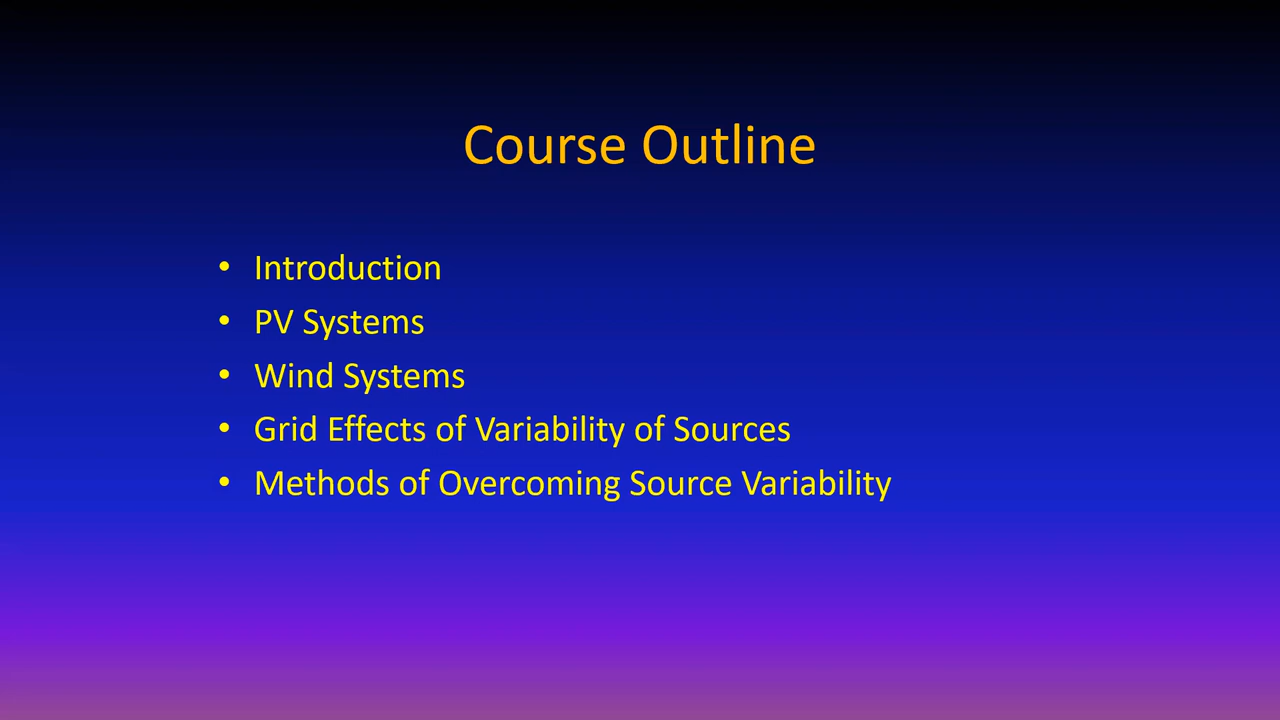 Course Outline
• Introduction
• PV Systems
• Wind Systems
• Grid Effects of Variability of Sources
• Methods of Overcoming Source Variability